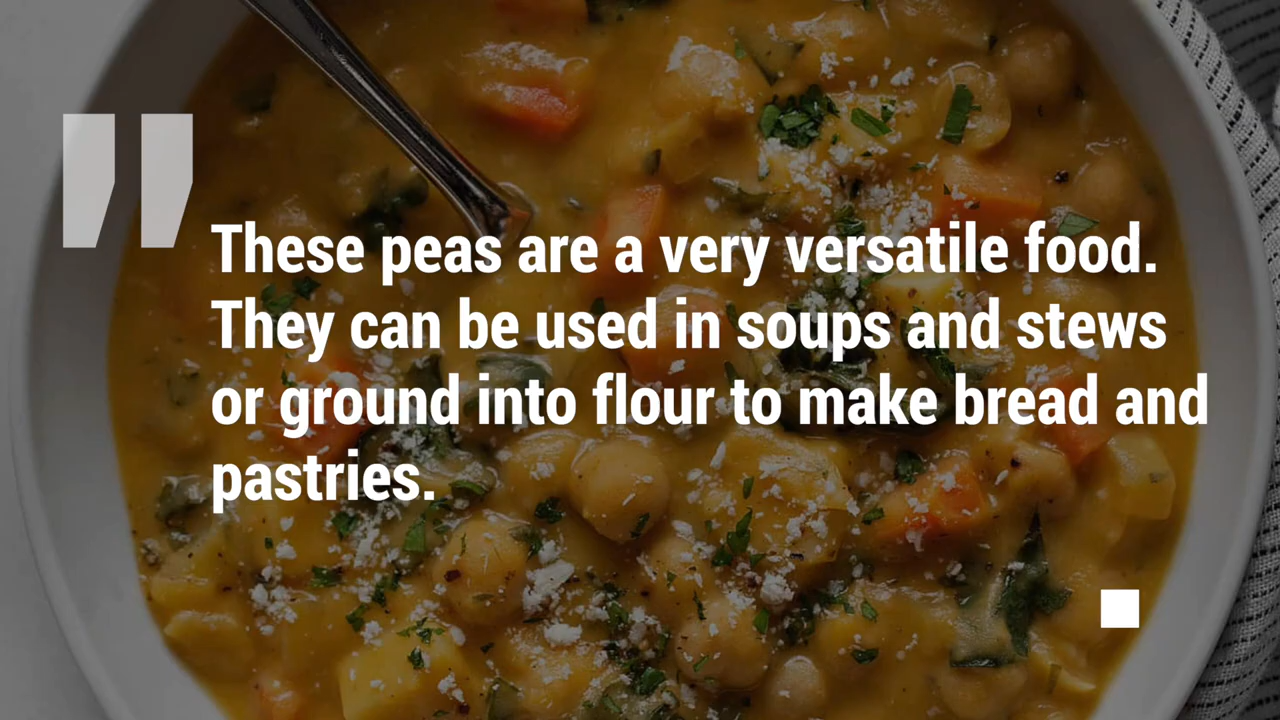 These peas are a very versatile food.
They can be used in soups and stews
or ground into flour to make bread and
pastries.